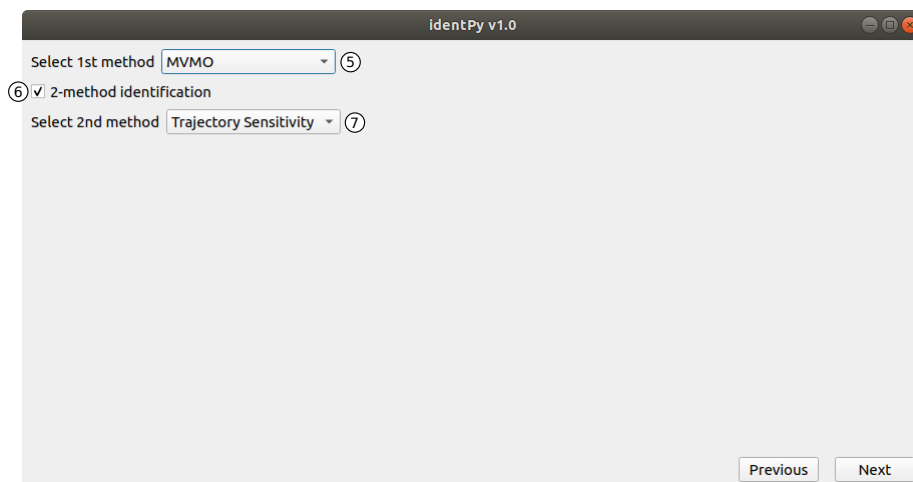 identPy v1.0
Select 1st method MVMO ⑤
⑥ 2-method identification
Select 2nd method Trajectory Sensitivity ⑦
Previous Next